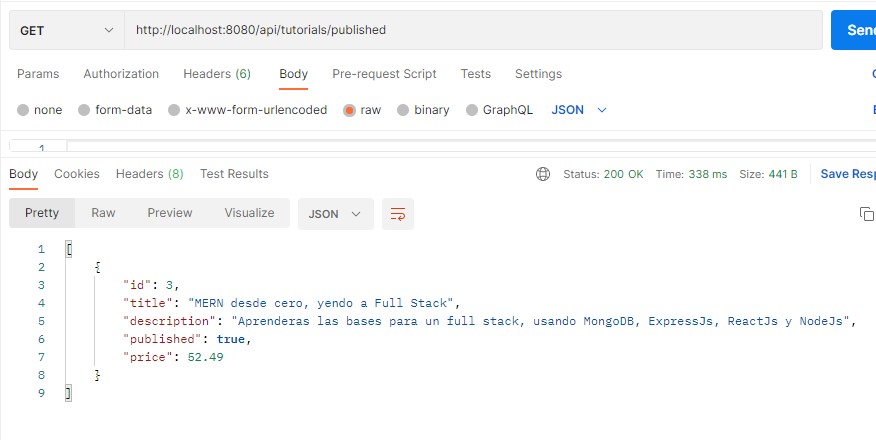 GET http://localhost:8080/api/tutorials/published Send
Params Authorization Headers (6) Body Pre-request Script Tests Settings
none form-data x-www-form-urlencoded raw binary GraphQL JSON
1
Body Cookies Headers (8) Test Results Status: 200 OK Time: 338 ms Size: 441 B Save Resp
Pretty Raw Preview Visualize JSON
1 [
2 {
3 "id": 3,
4 "title": "MERN desde cero, yendo a Full Stack",
5 "description": "Aprenderas las bases para un full stack, usando MongoDB, ExpressJs, ReactJs y NodeJs",
6 "published": true,
7 "price": 52.49
8 }
9 ]